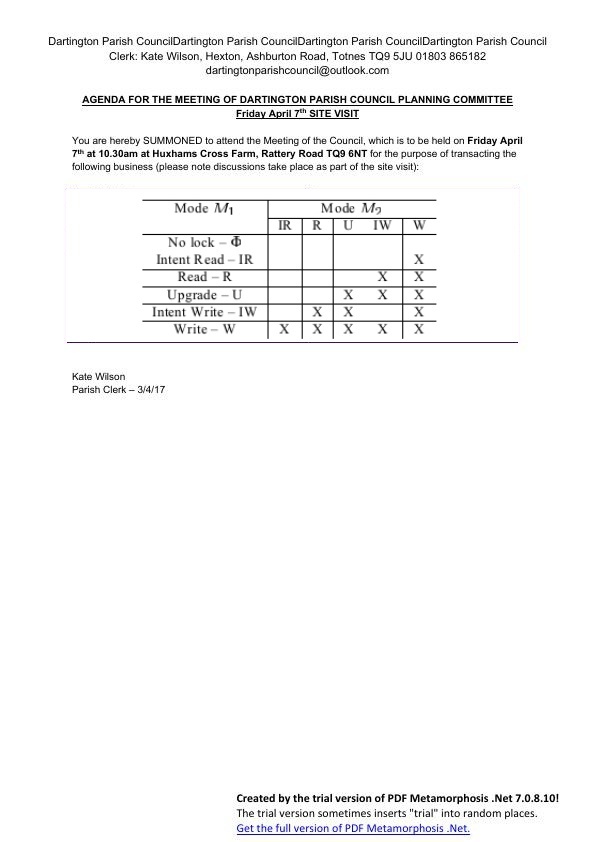 Dartington Parish CouncilDartington Parish CouncilDartington Parish CouncilDartington Parish Council
Clerk: Kate Wilson, Hexton, Ashburton Road, Totnes TQ9 5JU 01803 865182
dartingtonparishcouncil@outlook.com
AGENDA FOR THE MEETING OF DARTINGTON PARISH COUNCIL PLANNING COMMITTEE
Friday April 7th SITE VISIT
You are hereby SUMMONED to attend the Meeting of the Council, which is to be held on Friday April
7th at 10.30am at Huxhams Cross Farm, Rattery Road TQ9 6NT for the purpose of transacting the
following business (please note discussions take place as part of the site visit):
Mode M1 Mode M2
IR R U IW W
No lock – Φ
Intent Read – IR X
Read – R X X
Upgrade – U X X X
Intent Write – IW X X X
Write – W X X X X X
Kate Wilson
Parish Clerk – 3/4/17
Created by the trial version of PDF Metamorphosis .Net 7.0.8.10!
The trial version sometimes inserts "trial" into random places.
Get the full version of PDF Metamorphosis .Net.